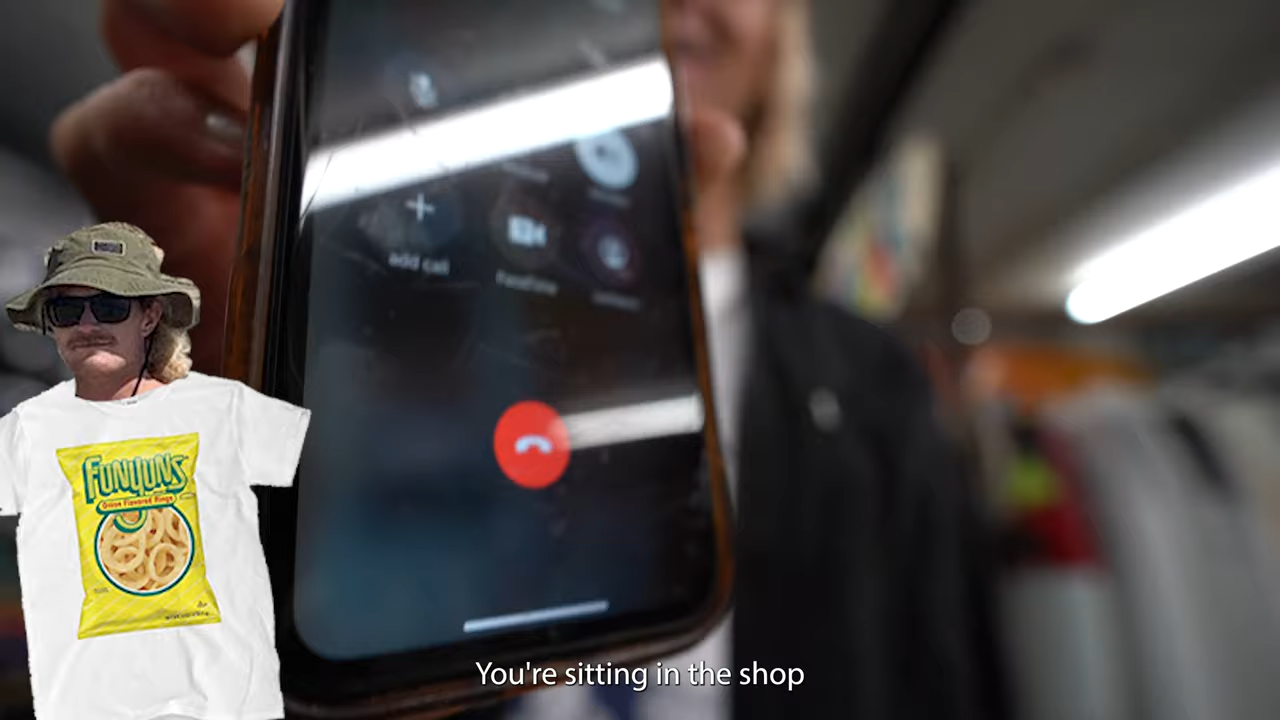 add call
FaceTime
FUNYUNS
Onion Flavored Rings
You're sitting in the shop